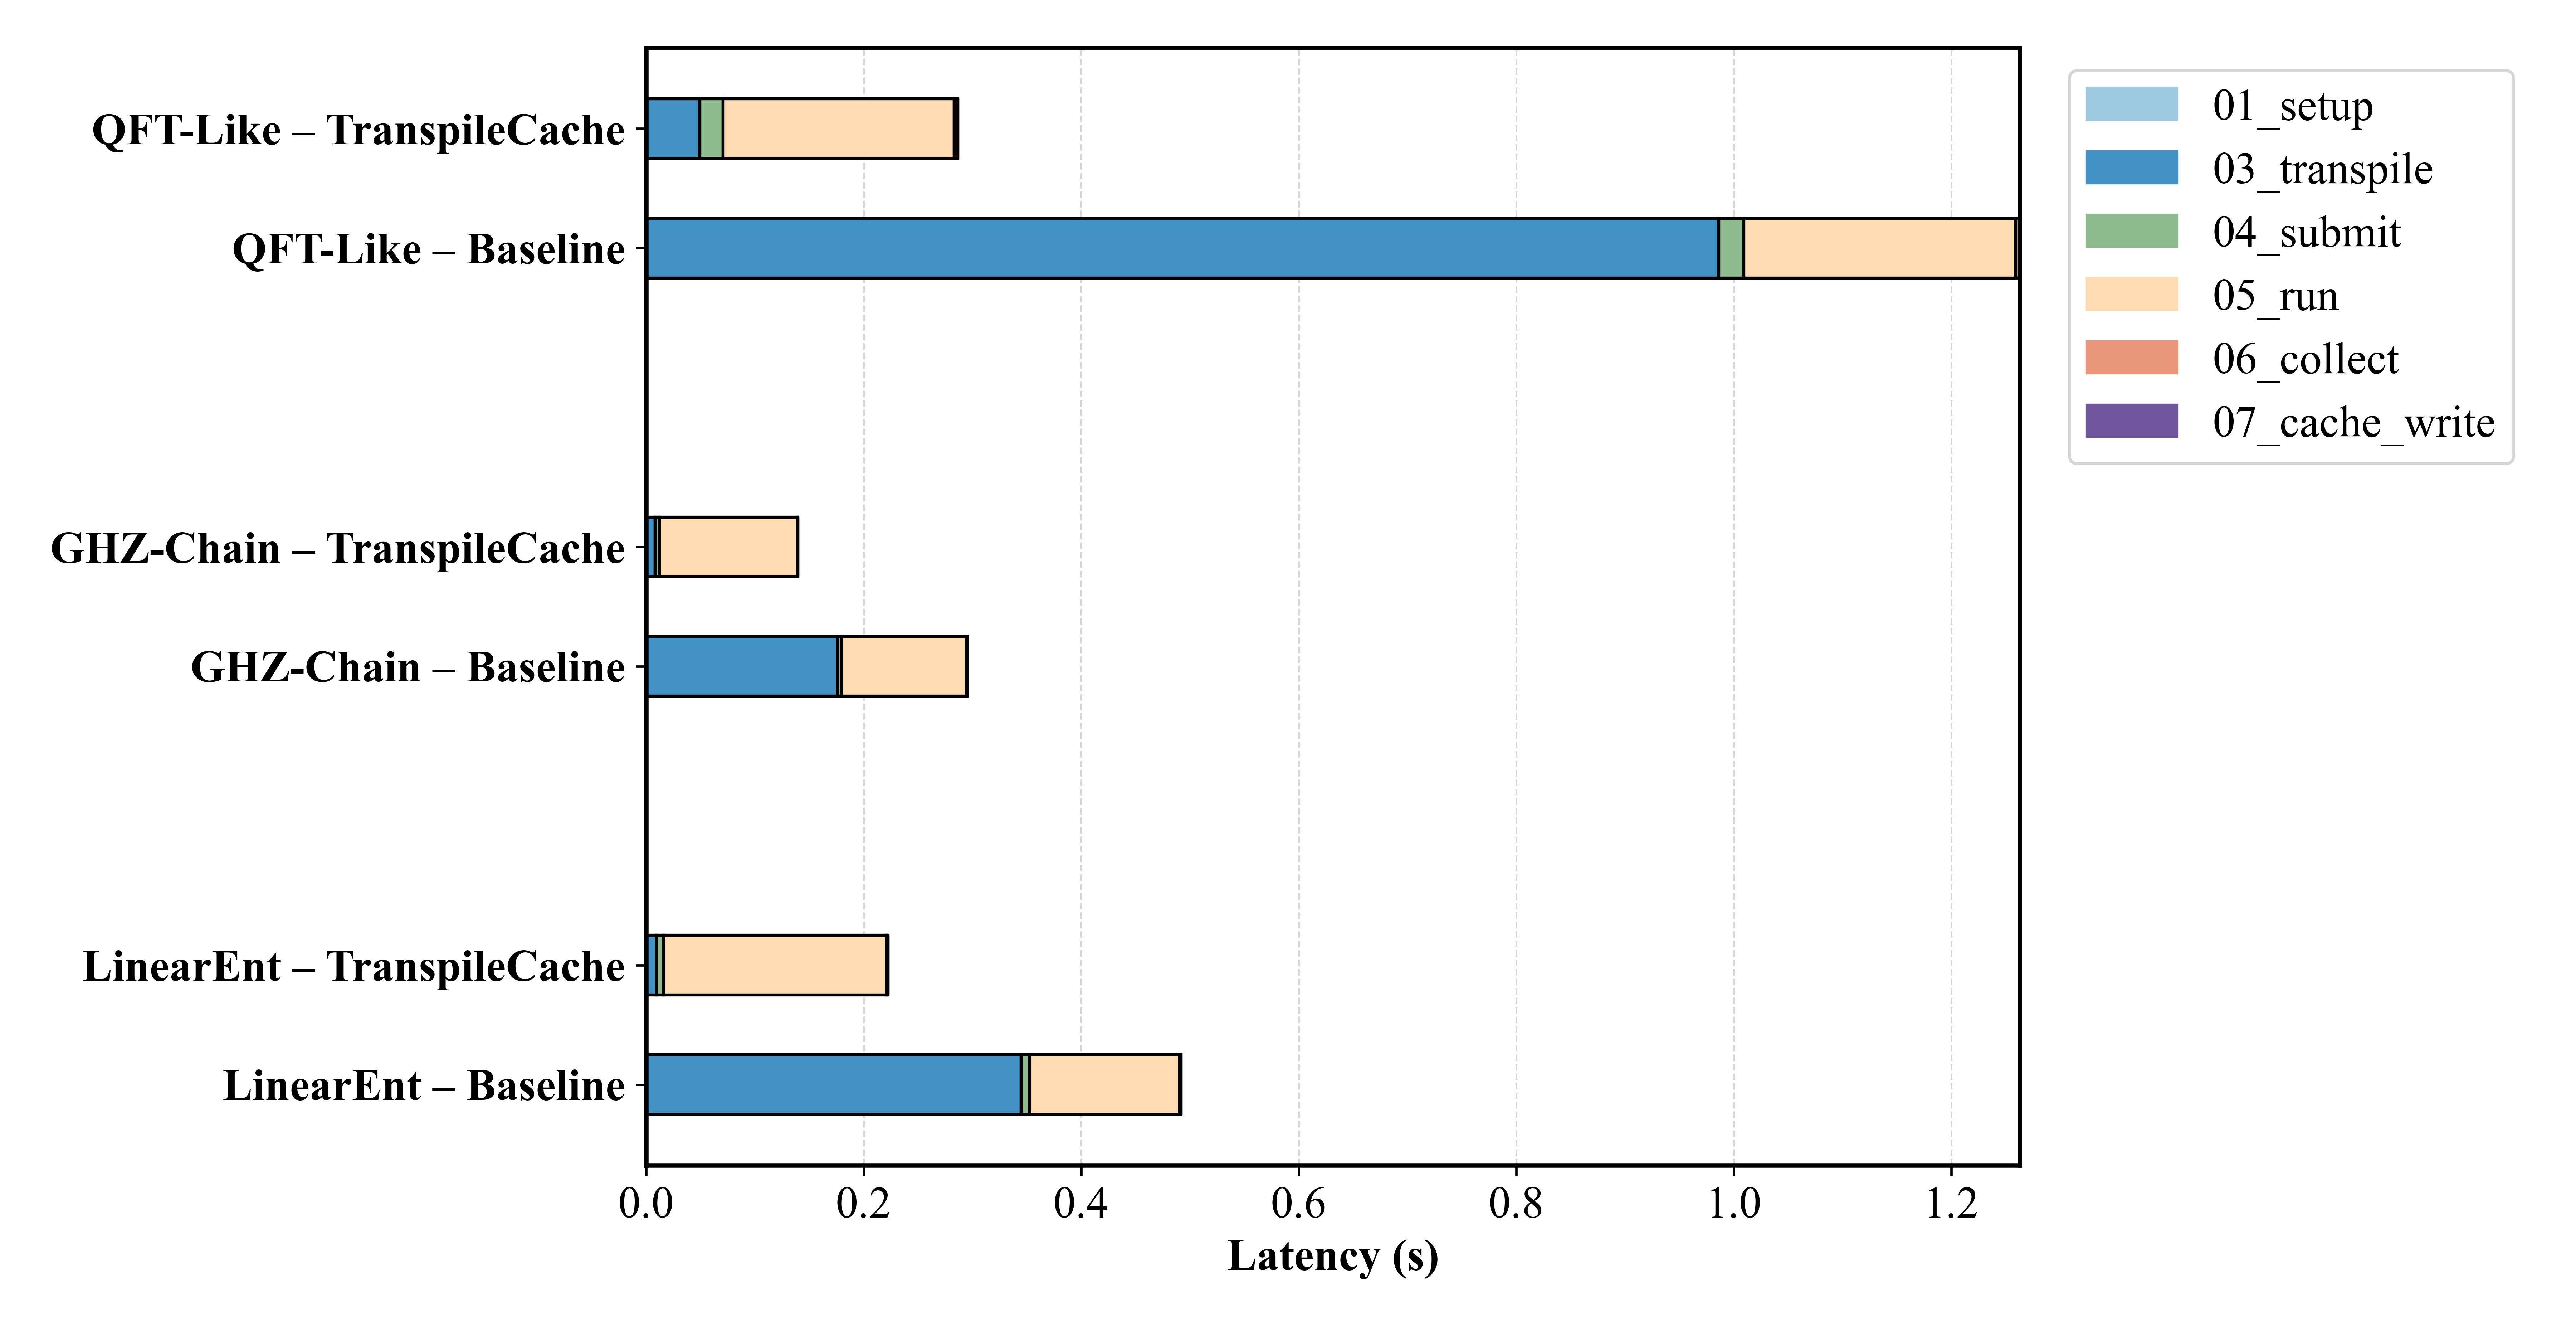 QFT-Like – TranspileCache
QFT-Like – Baseline
GHZ-Chain – TranspileCache
GHZ-Chain – Baseline
LinearEnt – TranspileCache
LinearEnt – Baseline
0.0 0.2 0.4 0.6 0.8 1.0 1.2
Latency (s)
01_setup
03_transpile
04_submit
05_run
06_collect
07_cache_write